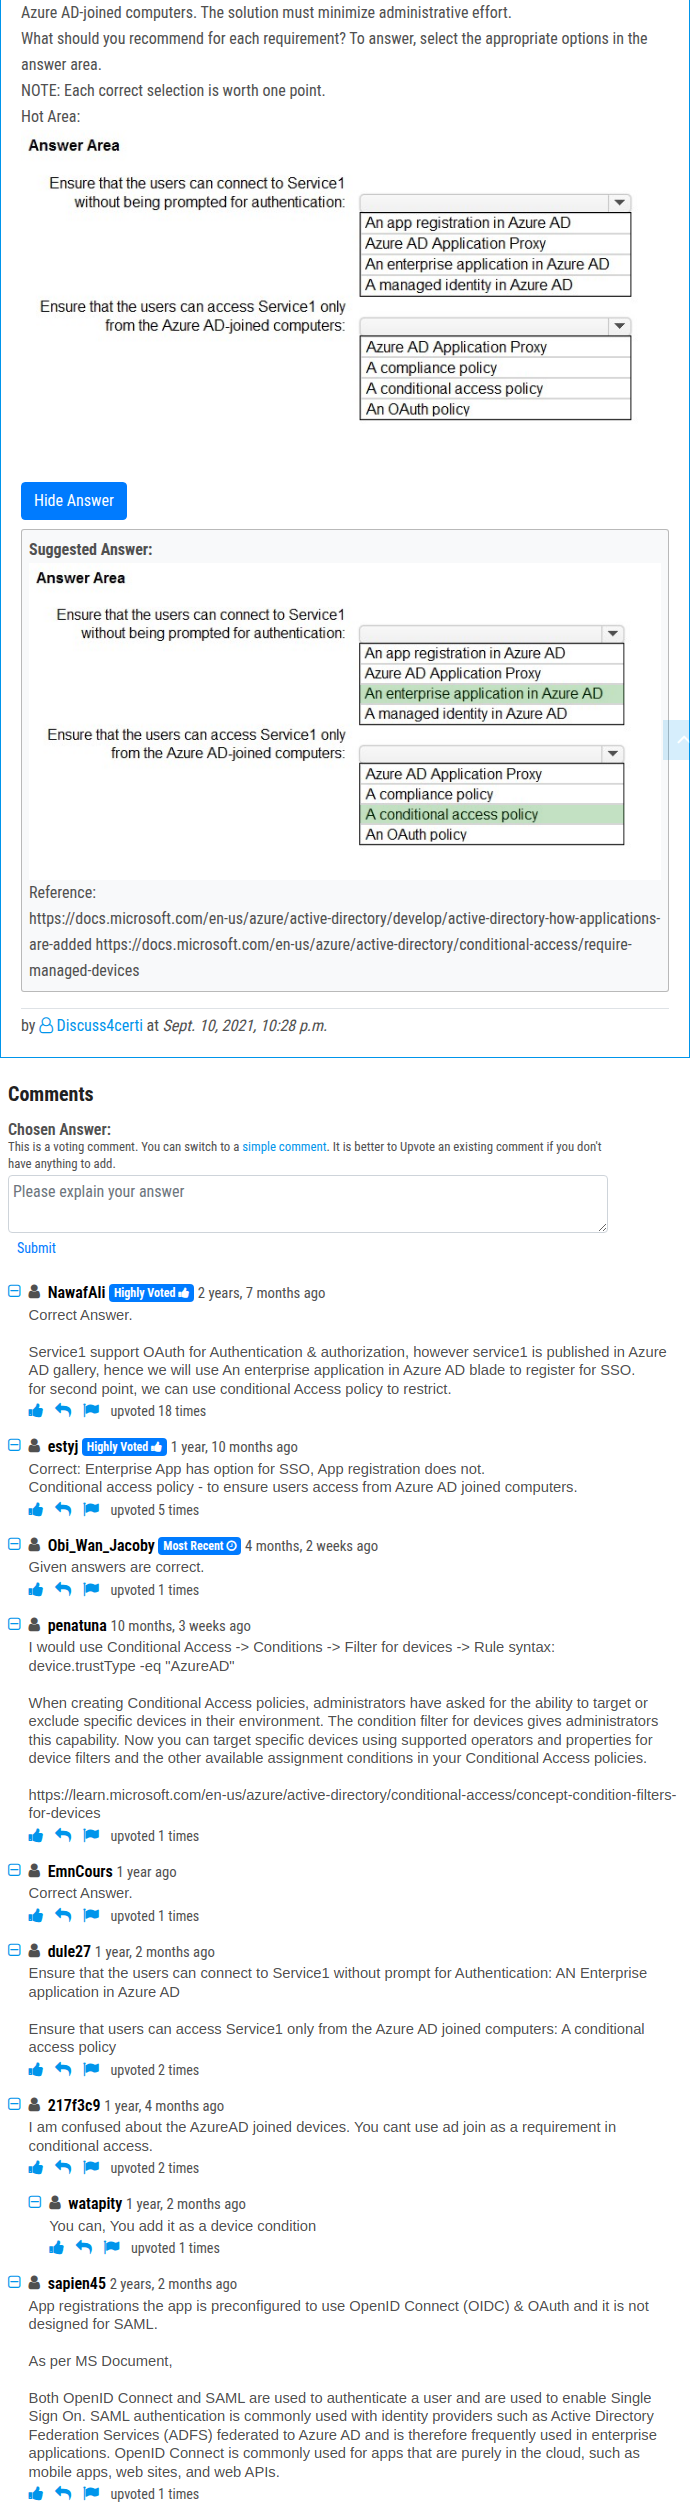 Azure AD-joined computers. The solution must minimize administrative effort.
What should you recommend for each requirement? To answer, select the appropriate options in the
answer area.
NOTE: Each correct selection is worth one point.
Hot Area:
Answer Area
Ensure that the users can connect to Service1
without being prompted for authentication:
An app registration in Azure AD
Azure AD Application Proxy
An enterprise application in Azure AD
A managed identity in Azure AD
Ensure that the users can access Service1 only
from the Azure AD-joined computers:
Azure AD Application Proxy
A compliance policy
A conditional access policy
An OAuth policy
Hide Answer
Suggested Answer:
Answer Area
Ensure that the users can connect to Service1
without being prompted for authentication:
An app registration in Azure AD
Azure AD Application Proxy
An enterprise application in Azure AD
A managed identity in Azure AD
Ensure that the users can access Service1 only
from the Azure AD-joined computers:
Azure AD Application Proxy
A compliance policy
A conditional access policy
An OAuth policy
Reference:
https://docs.microsoft.com/en-us/azure/active-directory/develop/active-directory-how-applications-
are-added https://docs.microsoft.com/en-us/azure/active-directory/conditional-access/require-
managed-devices
by Discuss4certi at Sept. 10, 2021, 10:28 p.m.
Comments
Chosen Answer:
This is a voting comment. You can switch to a simple comment. It is better to Upvote an existing comment if you don't
have anything to add.
Please explain your answer
Submit
NawafAli Highly Voted 2 years, 7 months ago
Correct Answer.
Service1 support OAuth for Authentication & authorization, however service1 is published in Azure
AD gallery, hence we will use An enterprise application in Azure AD blade to register for SSO.
for second point, we can use conditional Access policy to restrict.
upvoted 18 times
estyj Highly Voted 1 year, 10 months ago
Correct: Enterprise App has option for SSO, App registration does not.
Conditional access policy - to ensure users access from Azure AD joined computers.
upvoted 5 times
Obi_Wan_Jacoby Most Recent 4 months, 2 weeks ago
Given answers are correct.
upvoted 1 times
penatuna 10 months, 3 weeks ago
I would use Conditional Access -> Conditions -> Filter for devices -> Rule syntax:
device.trustType -eq "AzureAD"
When creating Conditional Access policies, administrators have asked for the ability to target or
exclude specific devices in their environment. The condition filter for devices gives administrators
this capability. Now you can target specific devices using supported operators and properties for
device filters and the other available assignment conditions in your Conditional Access policies.
https://learn.microsoft.com/en-us/azure/active-directory/conditional-access/concept-condition-filters-
for-devices
upvoted 1 times
EmnCours 1 year ago
Correct Answer.
upvoted 1 times
dule27 1 year, 2 months ago
Ensure that the users can connect to Service1 without prompt for Authentication: AN Enterprise
application in Azure AD
Ensure that users can access Service1 only from the Azure AD joined computers: A conditional
access policy
upvoted 2 times
217f3c9 1 year, 4 months ago
I am confused about the AzureAD joined devices. You cant use ad join as a requirement in
conditional access.
upvoted 2 times
watapity 1 year, 2 months ago
You can, You add it as a device condition
upvoted 1 times
sapien45 2 years, 2 months ago
App registrations the app is preconfigured to use OpenID Connect (OIDC) & OAuth and it is not
designed for SAML.
As per MS Document,
Both OpenID Connect and SAML are used to authenticate a user and are used to enable Single
Sign On. SAML authentication is commonly used with identity providers such as Active Directory
Federation Services (ADFS) federated to Azure AD and is therefore frequently used in enterprise
applications. OpenID Connect is commonly used for apps that are purely in the cloud, such as
mobile apps, web sites, and web APIs.
upvoted 1 times